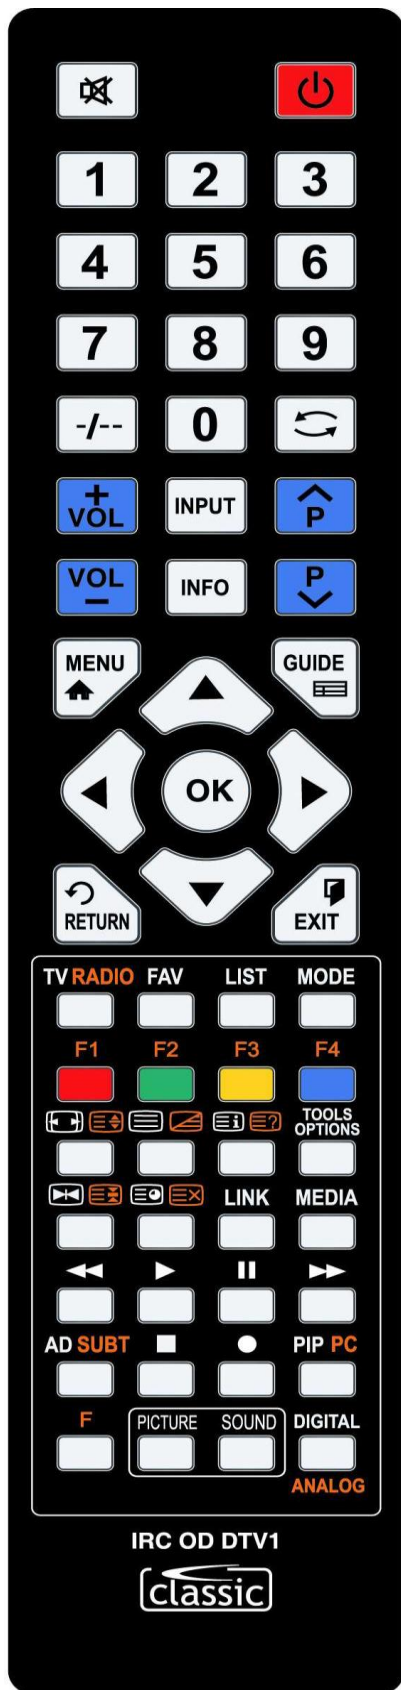 1 2 3
4 5 6
7 8 9
-/-- 0
+
VOL INPUT P
VOL
− INFO P
MENU GUIDE
OK
RETURN EXIT
TV RADIO FAV LIST MODE
F1 F2 F3 F4
i ? TOOLS
OPTIONS
LINK MEDIA
AD SUBT PIP PC
F PICTURE SOUND DIGITAL
ANALOG
IRC OD DTV1
classic